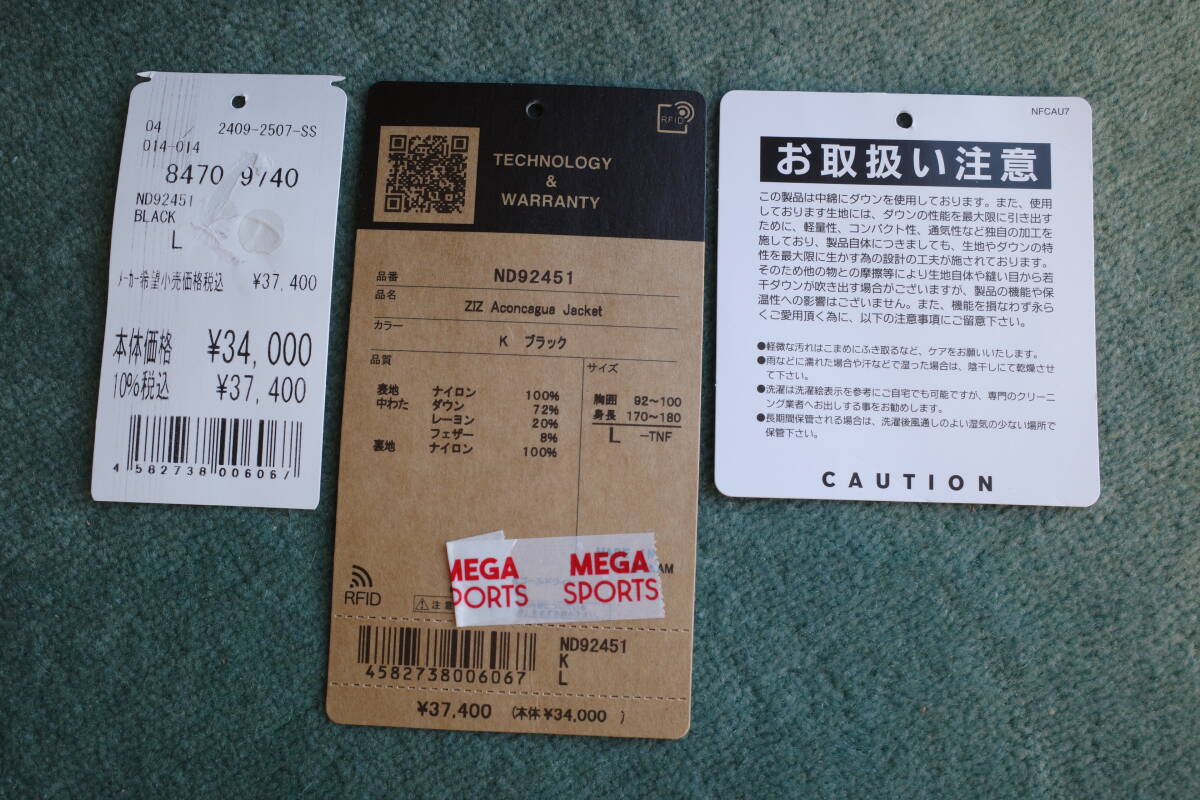 04 / 2409-2507-SS
014-014
8470 9740
ND92451
BLACK
L
ﾒｰｶｰ希望小売価格税込 ¥37,400
本体価格 ¥34,000
10%税込 ¥37,400
4 582738 006067
RFID
TECHNOLOGY
&
WARRANTY
品番 ND92451
品名 ZIZ Aconcagua Jacket
カラー K ブラック
品質
表地 ナイロン 100%
中わた ダウン 72%
レーヨン 20%
フェザー 8%
裏地 ナイロン 100%
サイズ
胸囲 92~100
身長 170~180
L -TNF
MEGA
PORTS
MEGA
SPORTS
AM
RFID
注意
4582738006067
ND92451
K
L
¥37,400 (本体 ¥34,000 )
NFCAU7
お取扱い注意
この製品は中綿にダウンを使用しております。また、使用
しております生地には、ダウンの性能を最大限に引き出す
ために、軽量性、コンパクト性、通気性など独自の加工を
施しており、製品自体につきましても、生地やダウンの特
性を最大限に生かす為の設計の工夫が施されております。
そのため他の物との摩擦等により生地自体や縫い目から若
干ダウンが吹き出す場合がございますが、製品の機能や保
温性への影響はございません。また、機能を損なわず永ら
くご愛用頂く為に、以下の注意事項にご留意下さい。
●軽微な汚れはこまめにふき取るなど、ケアをお願いいたします。
●雨などに濡れた場合や汗などで湿った場合は、陰干しにて乾燥させ
て下さい。
●洗濯は洗濯絵表示を参考にご自宅でも可能ですが、専門のクリーニ
ング業者へお出しする事をお勧めします。
●長期間保管される場合は、洗濯後風通しのよい湿気の少ない場所で
保管下さい。
CAUTION